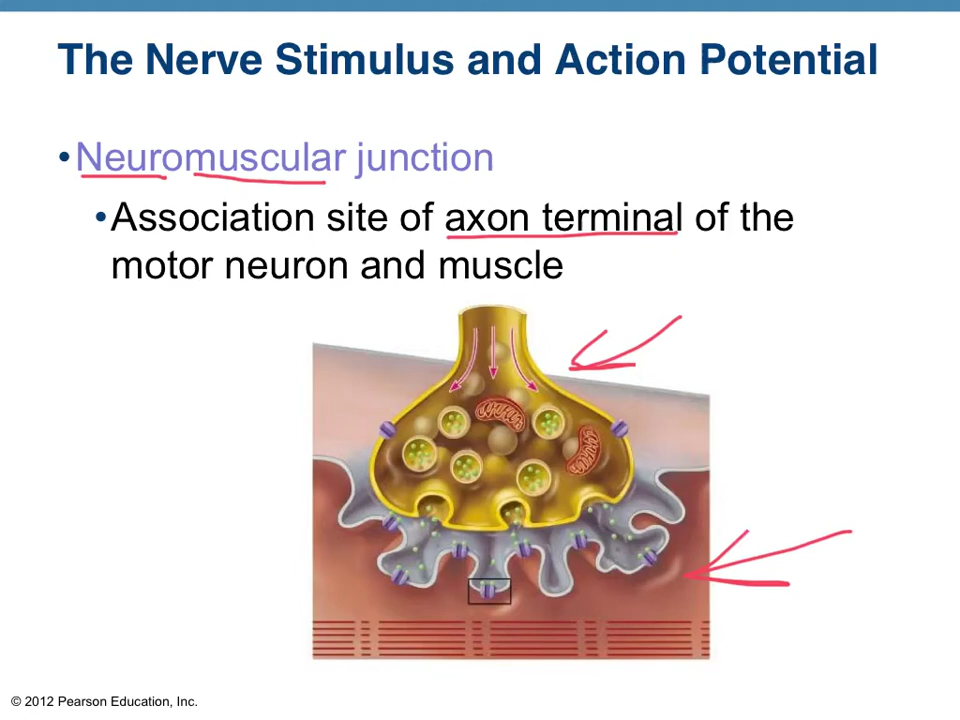 The Nerve Stimulus and Action Potential
•Neuromuscular junction
•Association site of axon terminal of the
motor neuron and muscle
© 2012 Pearson Education, Inc.